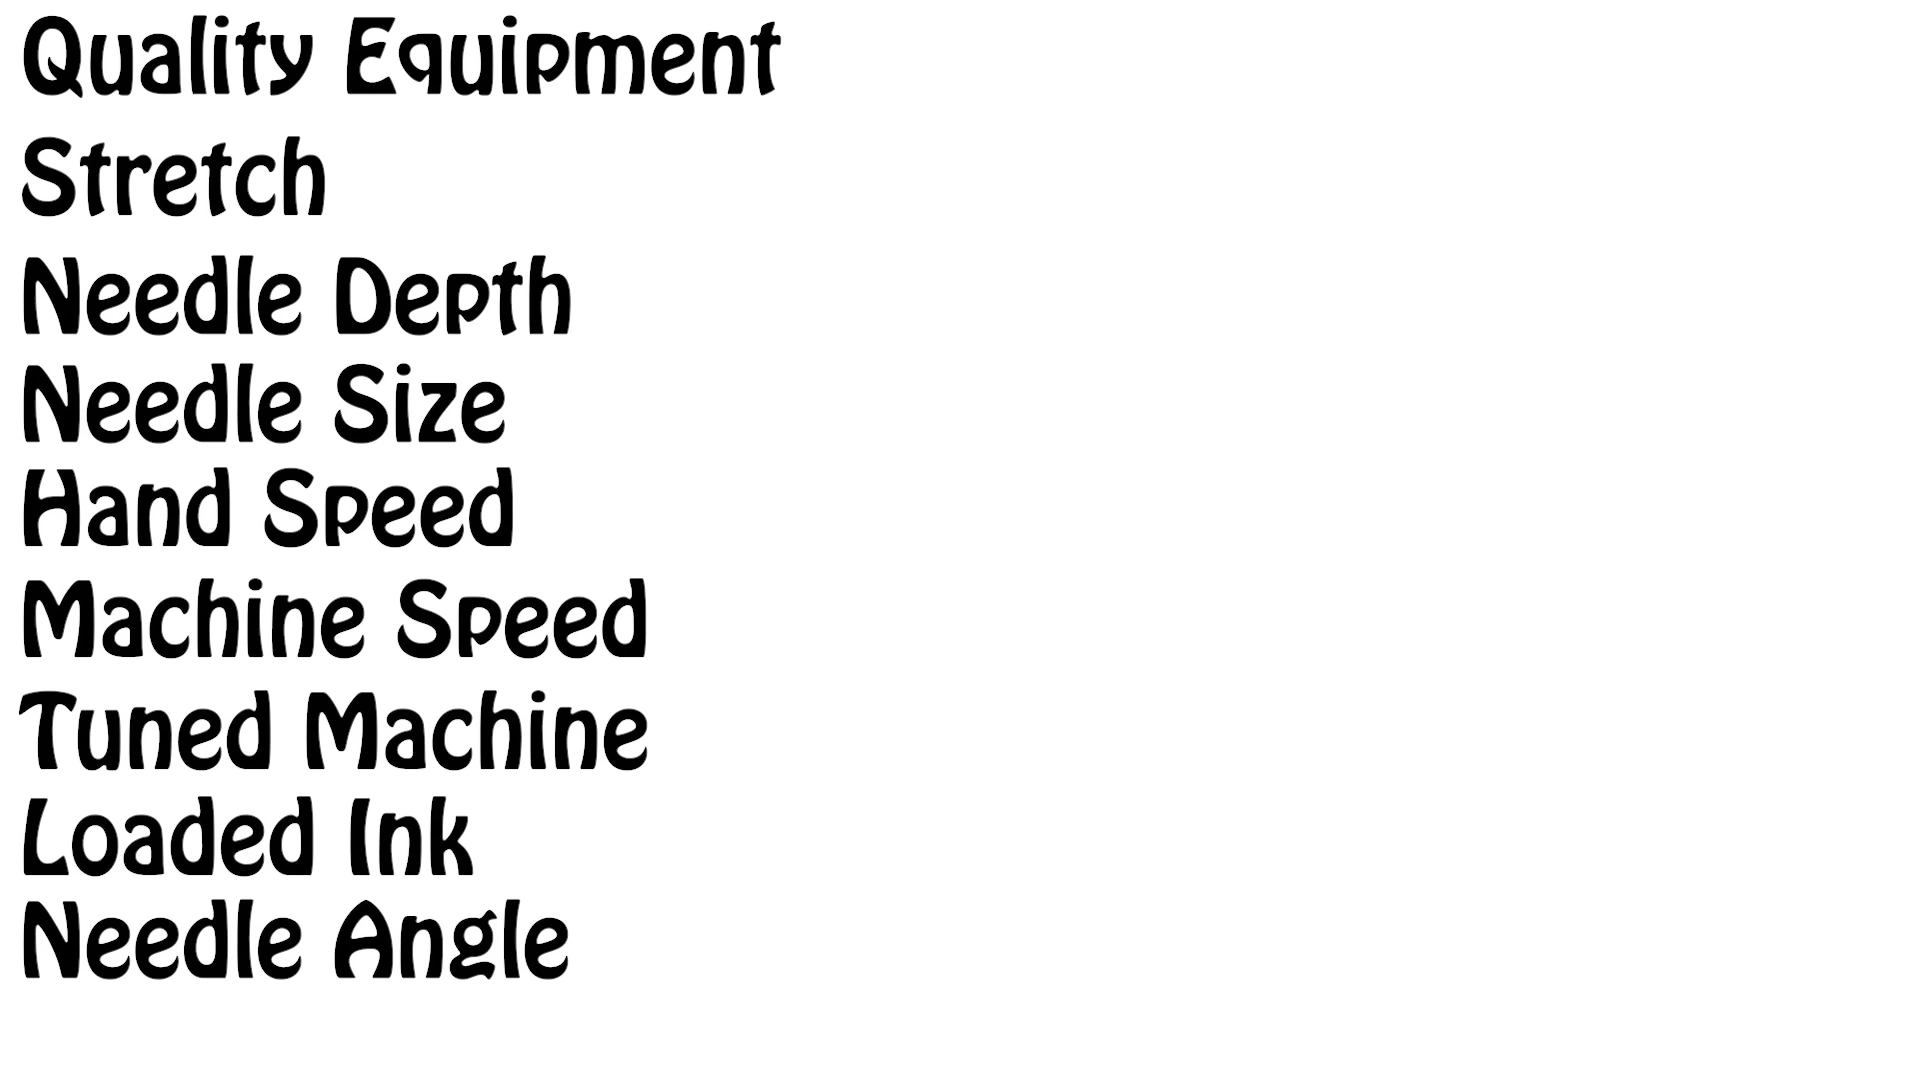 Quality Equipment
Stretch
Needle Depth
Needle Size
Hand Speed
Machine Speed
Tuned Machine
Loaded Ink
Needle Angle